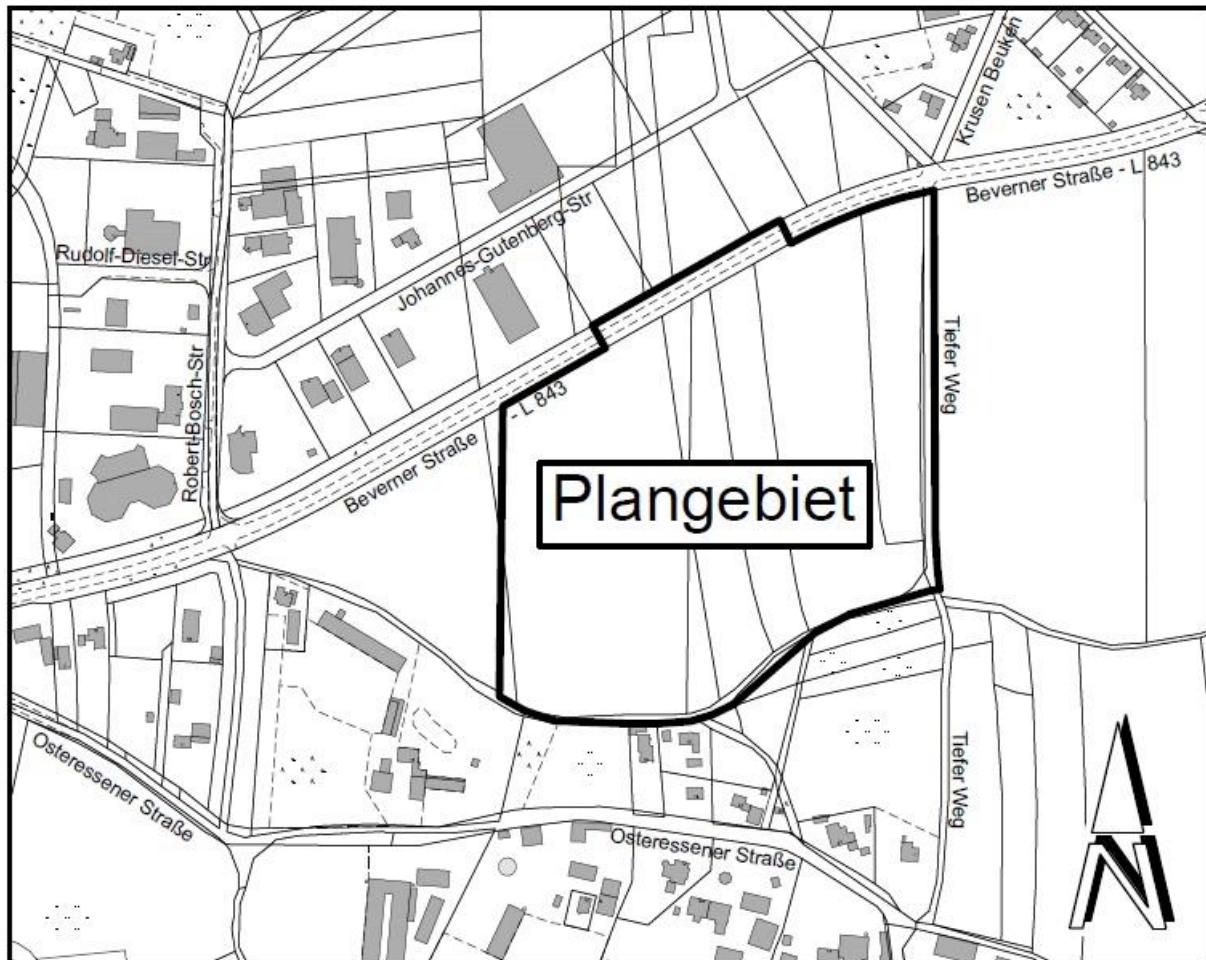 Krusen Beuken
Beverner Straße - L 843
Johannes-Gutenberg-Str
Rudolf-Diesel-Str
Robert-Bosch-Str
Tiefer Weg
Beverner Straße - L 843
Plangebiet
Osteressener Straße
Tiefer Weg
Osteressener Straße
N